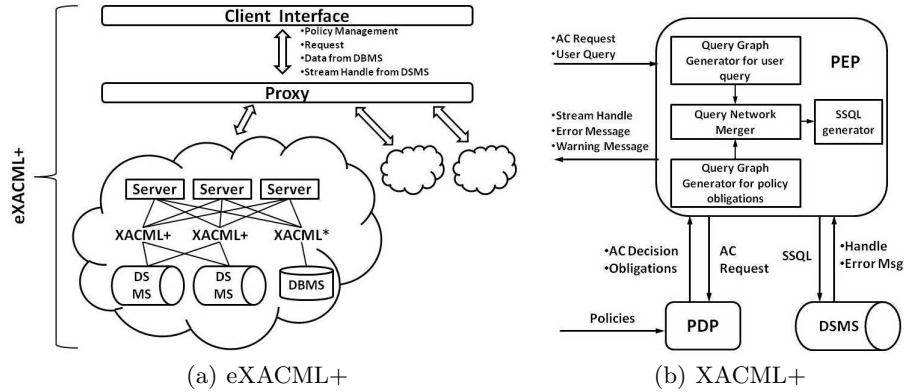 eXACML+
Client Interface
•Policy Management
•Request
•Data from DBMS
•Stream Handle from DSMS
Proxy
Server
Server
Server
XACML+
XACML+
XACML*
DS
MS
DS
MS
DBMS
(a) eXACML+
•AC Request
•User Query
Query Graph
Generator for user
query
PEP
•Stream Handle
•Error Message
•Warning Message
Query Network
Merger
SSQL
generator
Query Graph
Generator for policy
obligations
•AC Decision
•Obligations
AC
Request
SSQL
•Handle
•Error Msg
Policies
PDP
DSMS
(b) XACML+